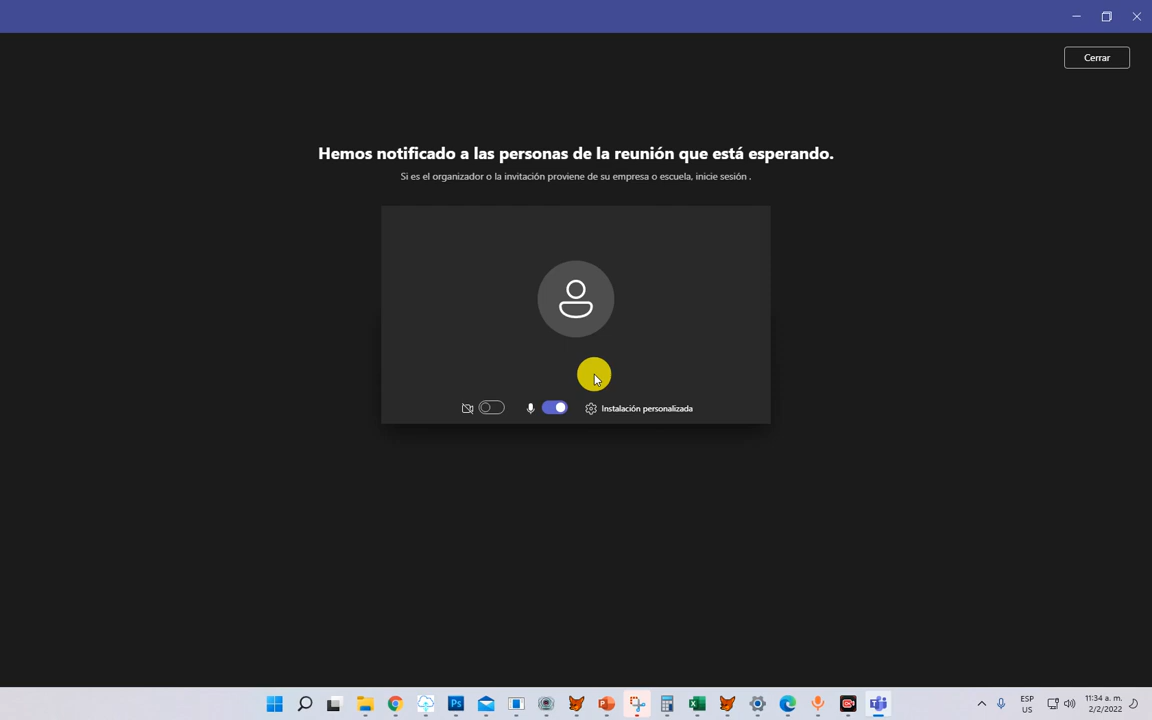 Cerrar
Hemos notificado a las personas de la reunión que está esperando.
Si es el organizador o la invitación proviene de su empresa o escuela, inicie sesión .
Instalación personalizada
Ps
ESP
US
11:34 a. m.
2/2/2022